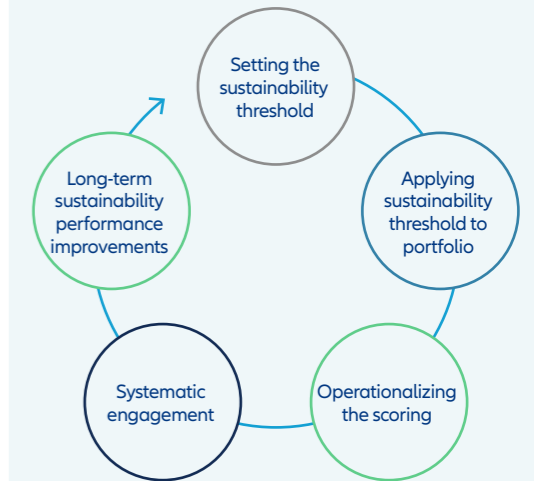 Setting the
sustainability
threshold
Applying
sustainability
threshold to
portfolio
Operationalizing
the scoring
Systematic
engagement
Long-term
sustainability
performance
improvements